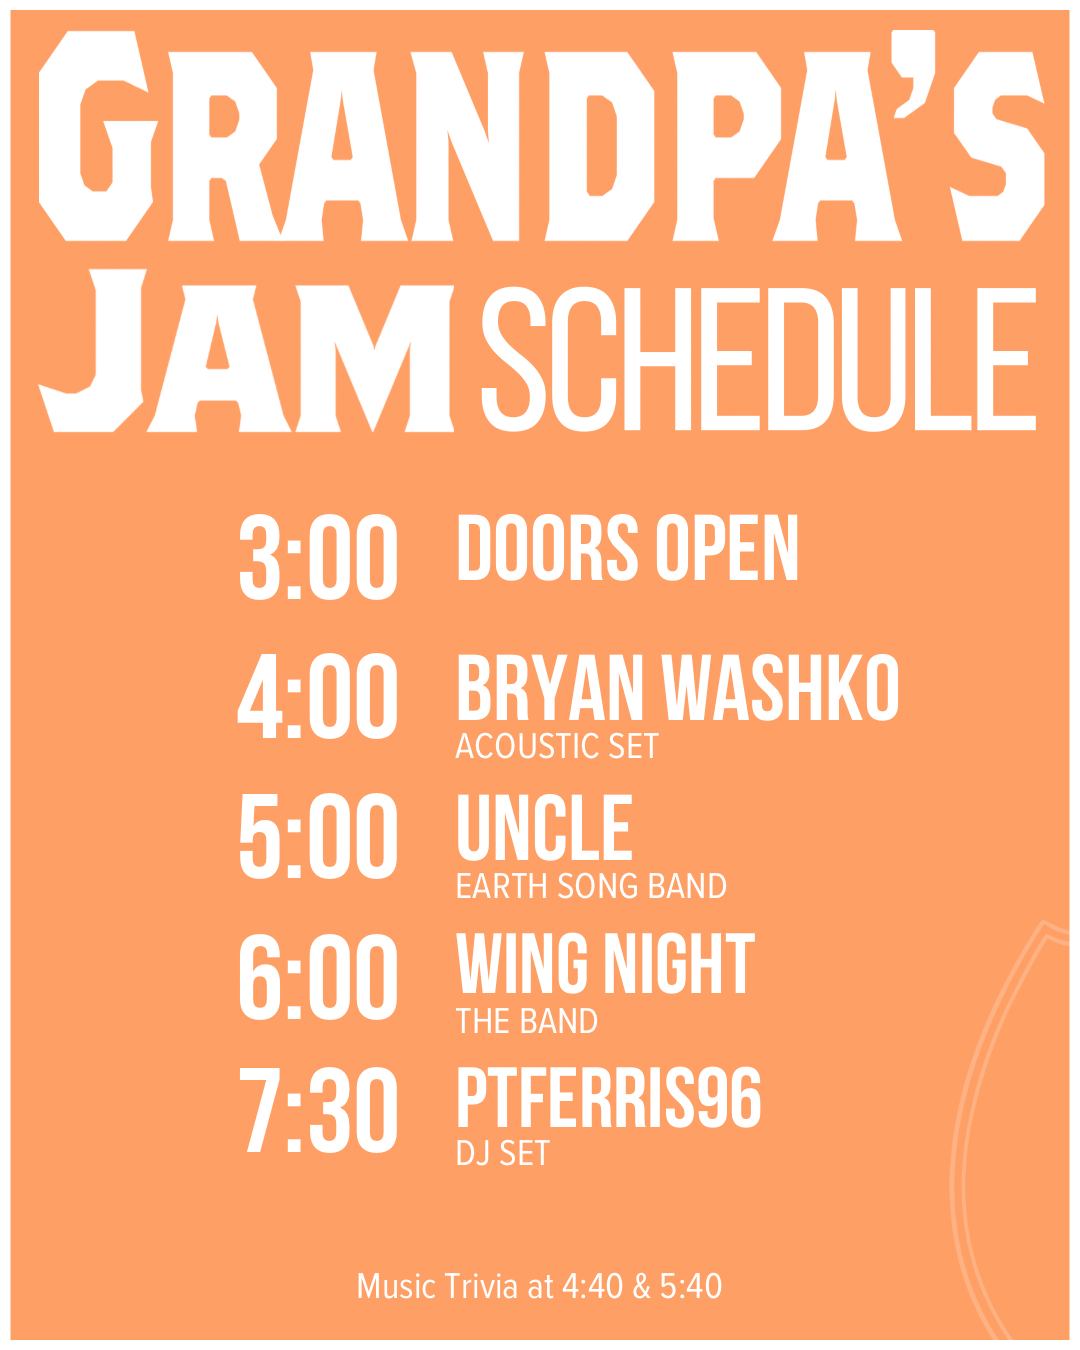 GRANDPA'S
JAM SCHEDULE
3:00 DOORS OPEN
4:00 BRYAN WASHKO
ACOUSTIC SET
5:00 UNCLE
EARTH SONG BAND
6:00 WING NIGHT
THE BAND
7:30 PTFERRIS96
DJ SET
Music Trivia at 4:40 & 5:40